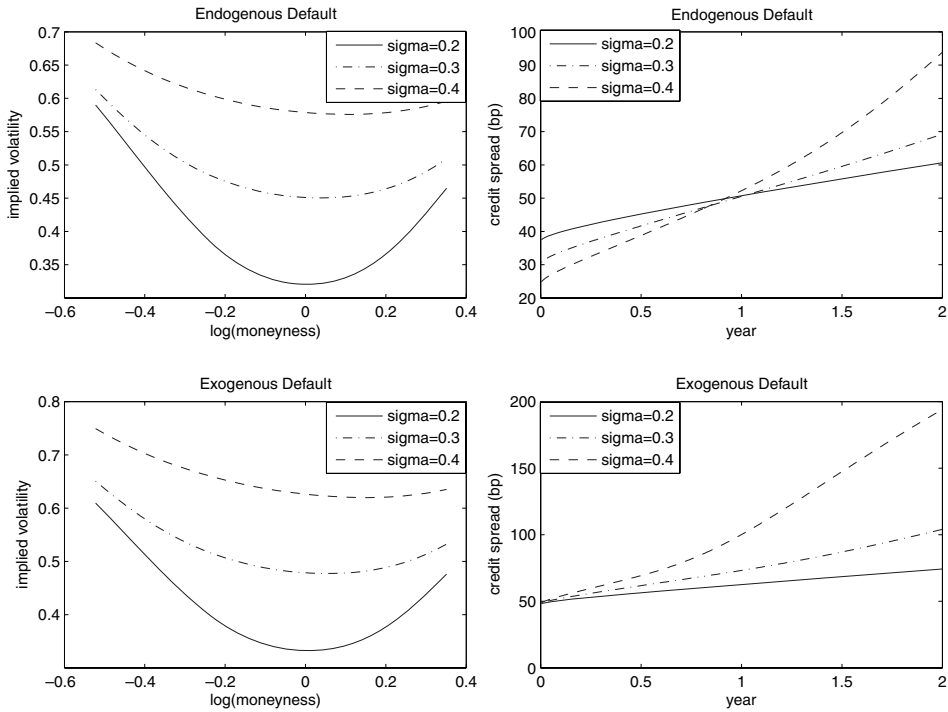 Endogenous Default
0.7
0.65
0.6
0.55
0.5
0.45
0.4
0.35
implied volatility
sigma=0.2
sigma=0.3
sigma=0.4
−0.6
−0.4
−0.2
0
0.2
0.4
log(moneyness)
Endogenous Default
100
90
80
70
60
50
40
30
20
credit spread (bp)
sigma=0.2
sigma=0.3
sigma=0.4
0
0.5
1
1.5
2
year
Exogenous Default
0.8
0.7
0.6
0.5
0.4
implied volatility
sigma=0.2
sigma=0.3
sigma=0.4
−0.6
−0.4
−0.2
0
0.2
0.4
log(moneyness)
Exogenous Default
200
150
100
50
0
credit spread (bp)
sigma=0.2
sigma=0.3
sigma=0.4
0
0.5
1
1.5
2
year